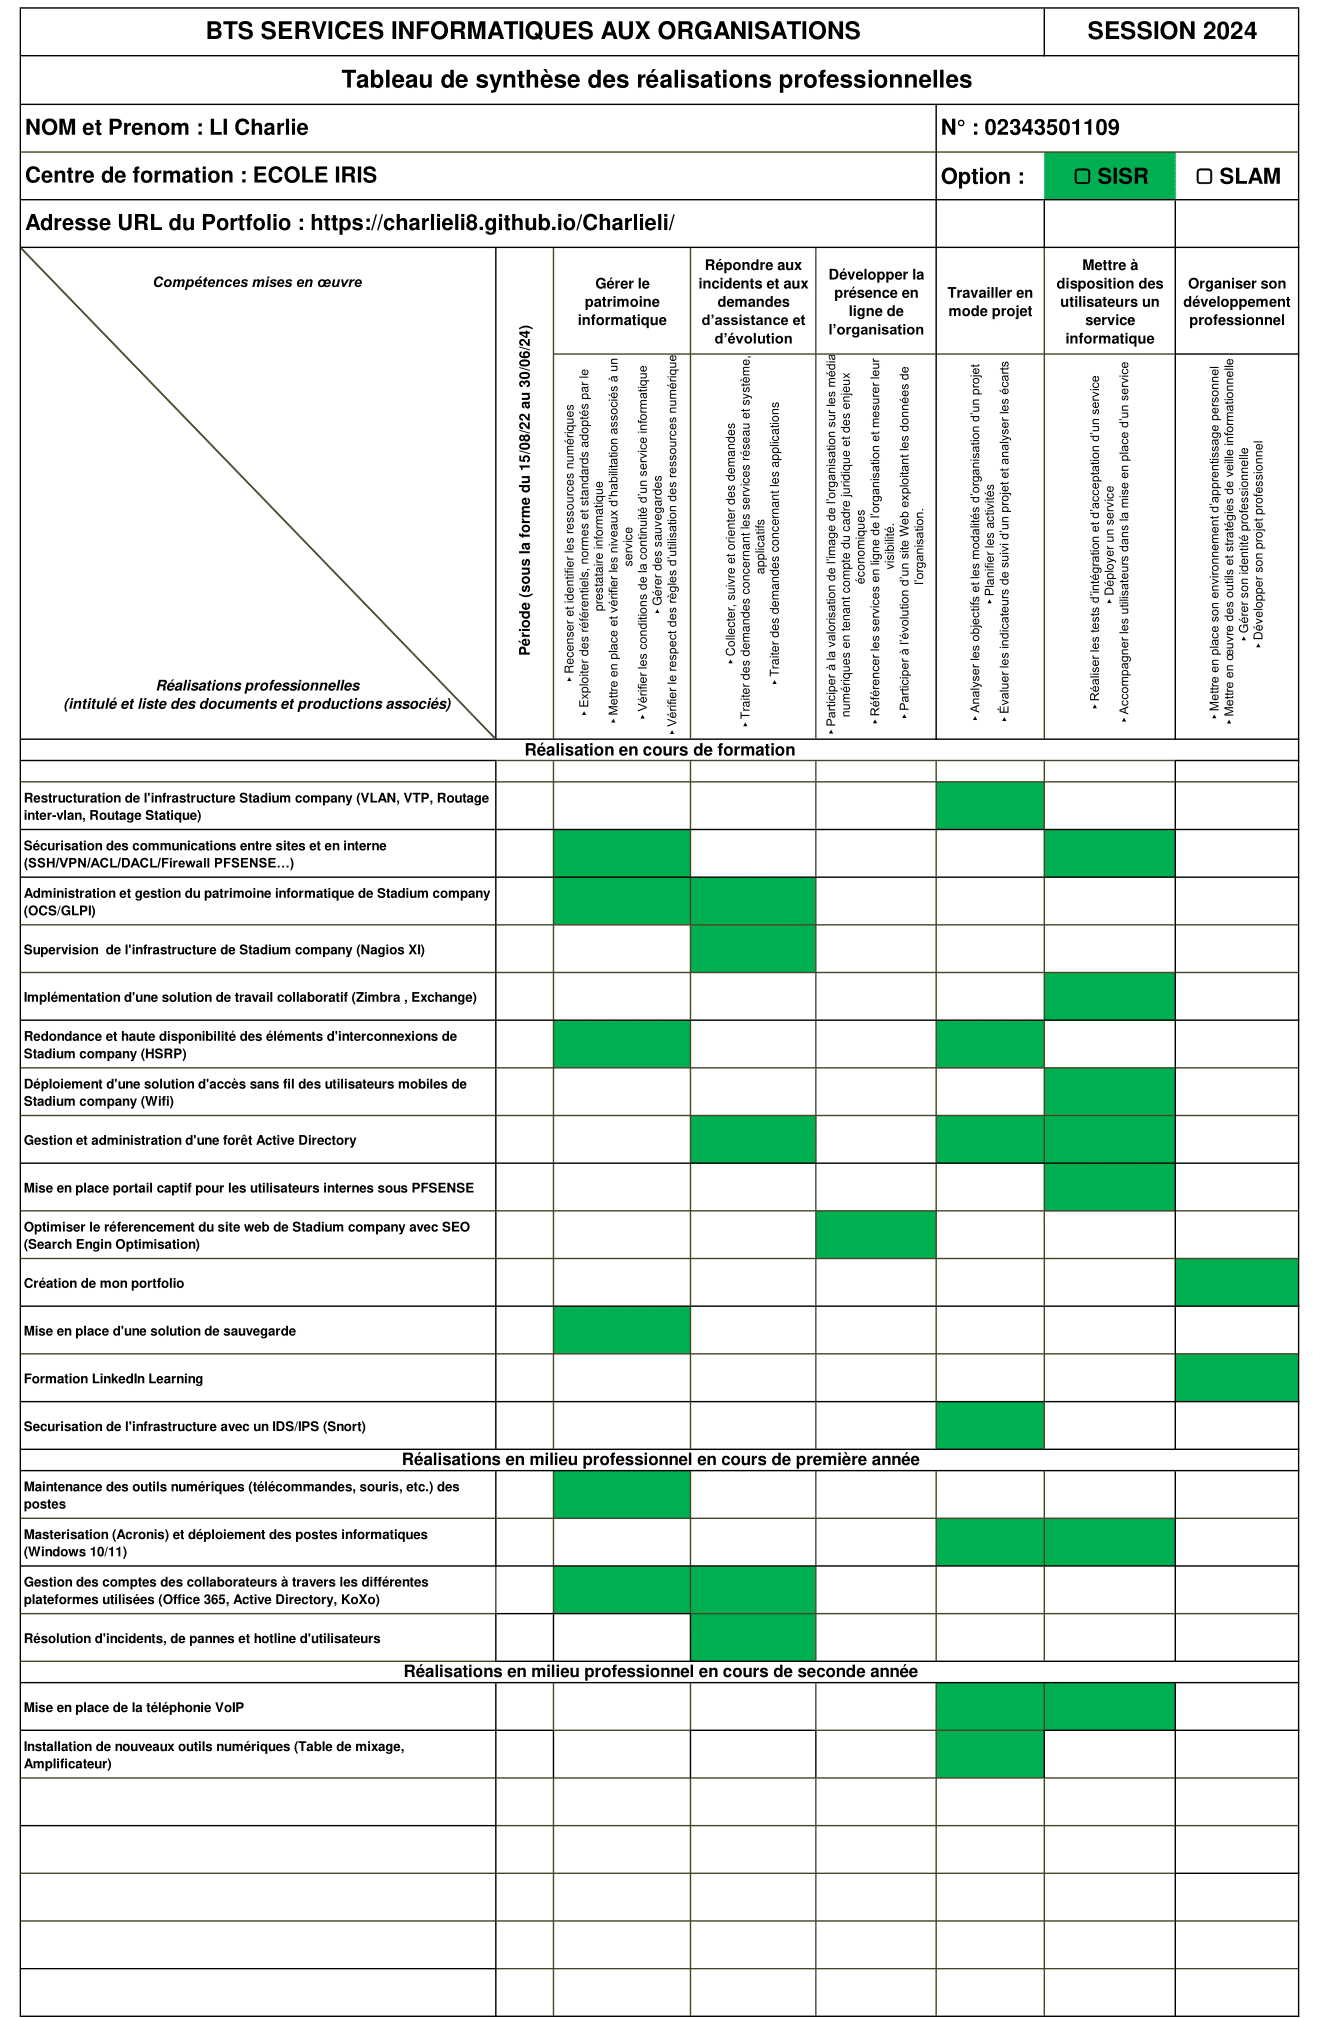 BTS SERVICES INFORMATIQUES AUX ORGANISATIONS
SESSION 2024
Tableau de synthèse des réalisations professionnelles
NOM et Prenom : LI Charlie
N° : 02343501109
Centre de formation : ECOLE IRIS
Option :
▢ SISR
▢ SLAM
Adresse URL du Portfolio : https://charlieli8.github.io/Charlieli/
Compétences mises en œuvre
Réalisations professionnelles
(intitulé et liste des documents et productions associés)
Période (sous la forme du 15/08/22 au 30/06/24)
Gérer le
patrimoine
informatique
Répondre aux
incidents et aux
demandes
d’assistance et
d’évolution
Développer la
présence en
ligne de
l’organisation
Travailler en
mode projet
Mettre à
disposition des
utilisateurs un
service
informatique
Organiser son
développement
professionnel
‣ Recenser et identifier les ressources numériques
‣ Exploiter des référentiels, normes et standards adoptés par le
prestataire informatique
‣ Mettre en place et vérifier les niveaux d’habilitation associés à un
service
‣ Vérifier les conditions de la continuité d’un service informatique
‣ Gérer des sauvegardes
‣ Vérifier le respect des règles d’utilisation des ressources numérique
‣ Collecter, suivre et orienter des demandes
‣ Traiter des demandes concernant les services réseau et système,
applicatifs
‣ Traiter des demandes concernant les applications
‣ Participer à la valorisation de l’image de l’organisation sur les média
numériques en tenant compte du cadre juridique et des enjeux
économiques
‣ Référencer les services en ligne de l’organisation et mesurer leur
visibilité.
‣ Participer à l’évolution d’un site Web exploitant les données de
l’organisation.
‣ Analyser les objectifs et les modalités d’organisation d’un projet
‣ Planifier les activités
‣ Évaluer les indicateurs de suivi d’un projet et analyser les écarts
‣ Réaliser les tests d’intégration et d’acceptation d’un service
‣ Déployer un service
‣ Accompagner les utilisateurs dans la mise en place d’un service
‣ Mettre en place son environnement d’apprentissage personnel
‣ Mettre en œuvre des outils et stratégies de veille informationnelle
‣ Gérer son identité professionnelle
‣ Développer son projet professionnel
Réalisation en cours de formation
Restructuration de l'infrastructure Stadium company (VLAN, VTP, Routage
inter-vlan, Routage Statique)
Sécurisation des communications entre sites et en interne
(SSH/VPN/ACL/DACL/Firewall PFSENSE…)
Administration et gestion du patrimoine informatique de Stadium company
(OCS/GLPI)
Supervision  de l'infrastructure de Stadium company (Nagios XI)
Implémentation d'une solution de travail collaboratif (Zimbra , Exchange)
Redondance et haute disponibilité des éléments d'interconnexions de
Stadium company (HSRP)
Déploiement d'une solution d'accès sans fil des utilisateurs mobiles de
Stadium company (Wifi)
Gestion et administration d'une forêt Active Directory
Mise en place portail captif pour les utilisateurs internes sous PFSENSE
Optimiser le réferencement du site web de Stadium company avec SEO
(Search Engin Optimisation)
Création de mon portfolio
Mise en place d'une solution de sauvegarde
Formation LinkedIn Learning
Securisation de l'infrastructure avec un IDS/IPS (Snort)
Réalisations en milieu professionnel en cours de première année
Maintenance des outils numériques (télécommandes, souris, etc.) des
postes
Masterisation (Acronis) et déploiement des postes informatiques
(Windows 10/11)
Gestion des comptes des collaborateurs à travers les différentes
plateformes utilisées (Office 365, Active Directory, KoXo)
Résolution d'incidents, de pannes et hotline d'utilisateurs
Réalisations en milieu professionnel en cours de seconde année
Mise en place de la téléphonie VoIP
Installation de nouveaux outils numériques (Table de mixage,
Amplificateur)